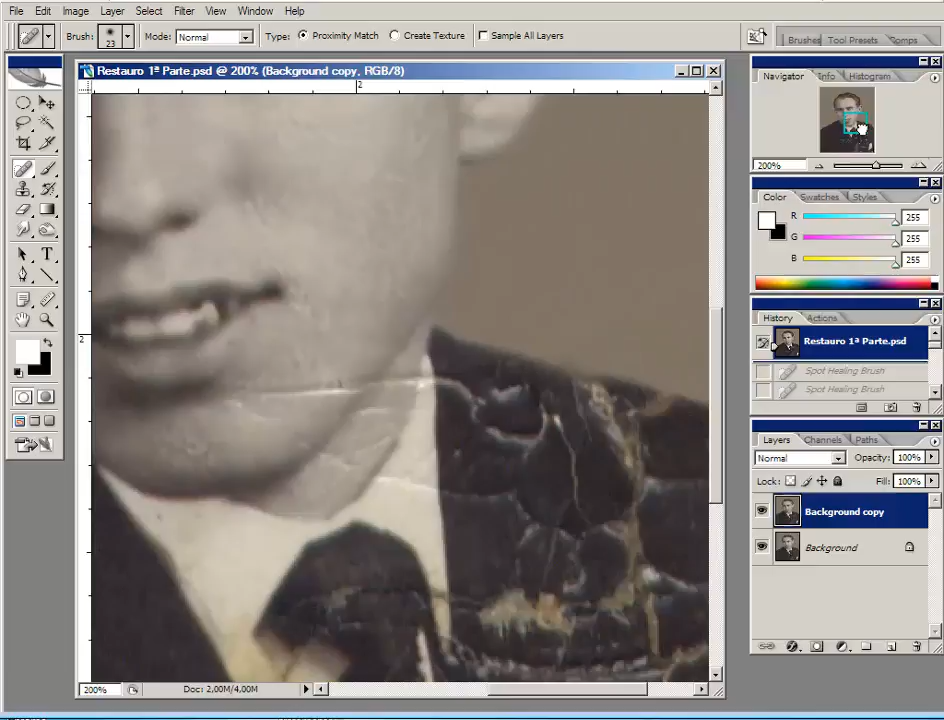 File Edit Image Layer Select Filter View Window Help
Brush: 23 Mode: Normal Type: Proximity Match Create Texture Sample All Layers
Brushes Tool Presets Comps
Restauro 1ª Parte.psd @ 200% (Background copy, RGB/8)
2
2
200% Doc: 2,00M/4,00M
Navigator Info Histogram
200%
Color Swatches Styles
R 255
G 255
B 255
History Actions
Restauro 1ª Parte.psd
Spot Healing Brush
Spot Healing Brush
Layers Channels Paths
Normal Opacity: 100%
Lock: Fill: 100%
Background copy
Background